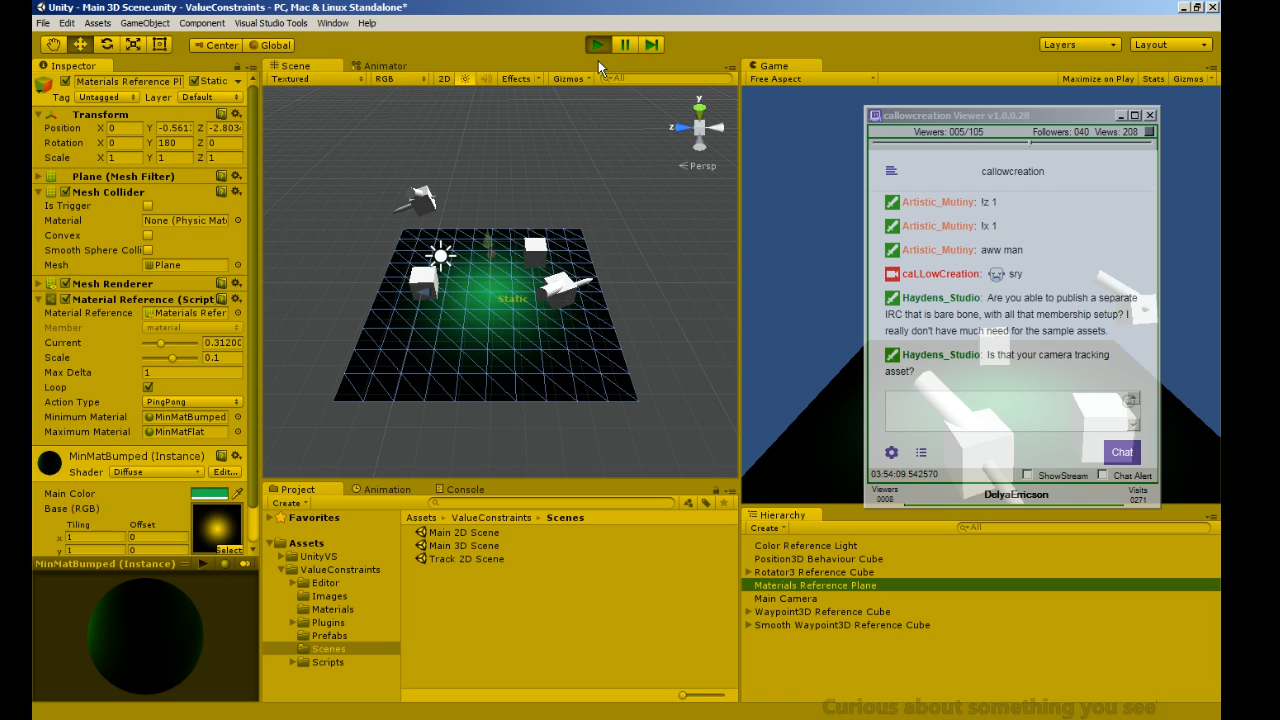 Unity - Main 3D Scene.unity - ValueConstraints - PC, Mac & Linux Standalone*
File Edit Assets GameObject Component Visual Studio Tools Window Help
Center Global Layers Layout
Inspector
Materials Reference Pl Static
Tag Untagged Layer Default
Transform
Position X 0 Y -0.561 Z -2.803
Rotation X 0 Y 180 Z 0
Scale X 1 Y 1 Z 1
Plane (Mesh Filter)
Mesh Collider
Is Trigger
Material None (Physic Mat
Convex
Smooth Sphere Colli
Mesh Plane
Mesh Renderer
Material Reference (Script
Material Reference Materials Refer
Member material
Current 0.3120
Scale 0.1
Max Delta 1
Loop
Action Type PingPong
Minimum Material MinMatBumped
Maximum Material MinMatFlat
MinMatBumped (Instance)
Shader Diffuse Edit...
Main Color
Base (RGB)
Tiling Offset
x 1 0
y 1 0
Select
MinMatBumped (Instance)
Scene Animator
Textured RGB 2D Effects Gizmos All
y
z
Persp
Static
Project Animation Console
Create
Favorites
Assets
UnityVS
ValueConstraints
Editor
Images
Materials
Plugins
Prefabs
Scenes
Scripts
Assets ValueConstraints Scenes
Main 2D Scene
Main 3D Scene
Track 2D Scene
Game
Free Aspect Maximize on Play Stats Gizmos
callowcreation Viewer v1.0.0.28
Viewers: 005/105 Followers: 040 Views: 208
callowcreation
Artistic_Mutiny: !z 1
Artistic_Mutiny: !x 1
Artistic_Mutiny: aww man
caLLowCreation: sry
Haydens_Studio: Are you able to publish a separate
IRC that is bare bone, with all that membership setup? I
really don't have much need for the sample assets.
Haydens_Studio: Is that your camera tracking
asset?
Chat
03:54:09.542570 ShowStream Chat Alert
Viewers
0008
DelyaErricson
Visits
0271
Hierarchy
Create All
Color Reference Light
Position3D Behaviour Cube
Rotator3 Reference Cube
Materials Reference Plane
Main Camera
Waypoint3D Reference Cube
Smooth Waypoint3D Reference Cube
Curious about something you see